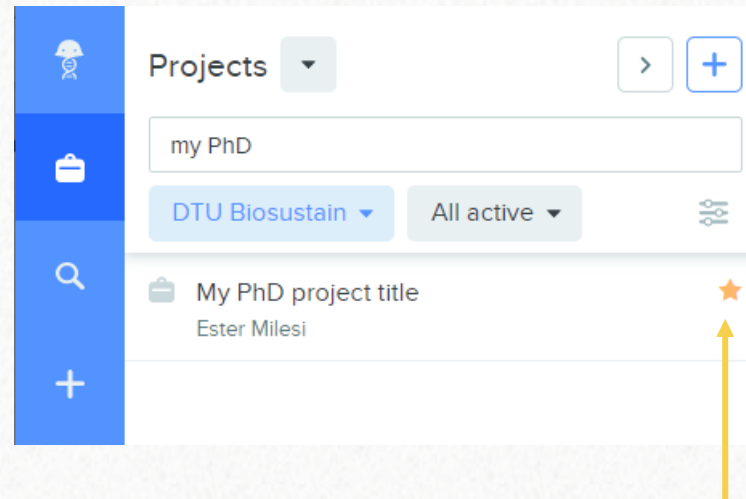 Projects
my PhD
DTU Biosustain All active
My PhD project title
Ester Milesi